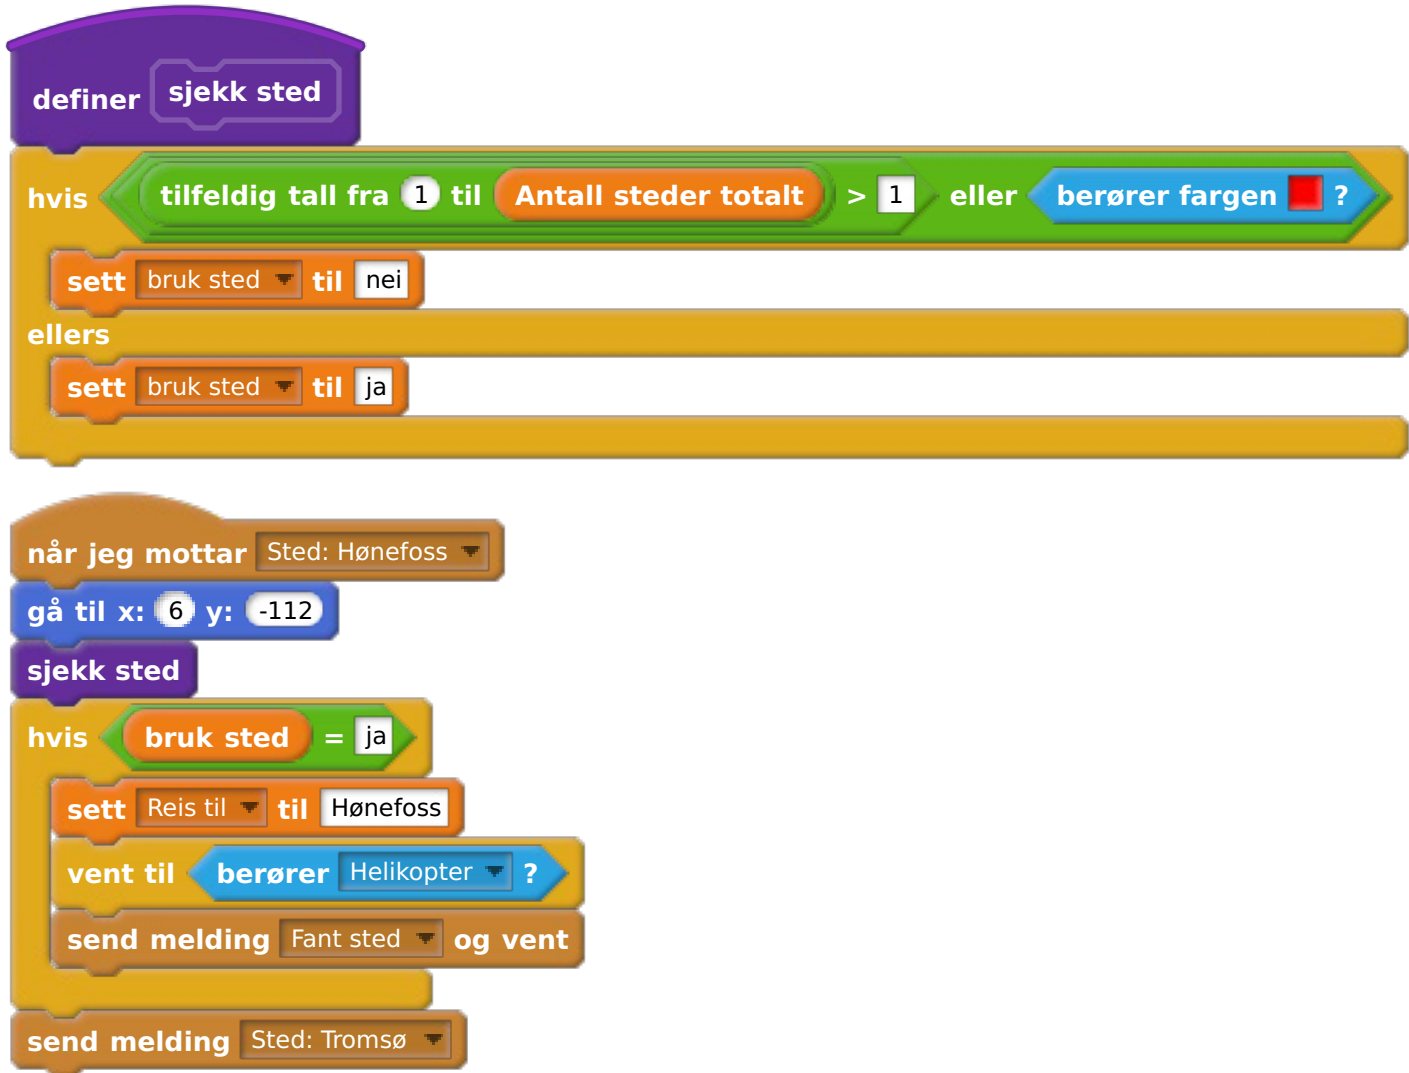 definer sjekk sted
hvis tilfeldig tall fra 1 til Antall steder totalt > 1 eller berører fargen ?
sett bruk sted til nei
ellers
sett bruk sted til ja
når jeg mottar Sted: Hønefoss
gå til x: 6 y: -112
sjekk sted
hvis bruk sted = ja
sett Reis til til Hønefoss
vent til berører Helikopter ?
send melding Fant sted og vent
send melding Sted: Tromsø